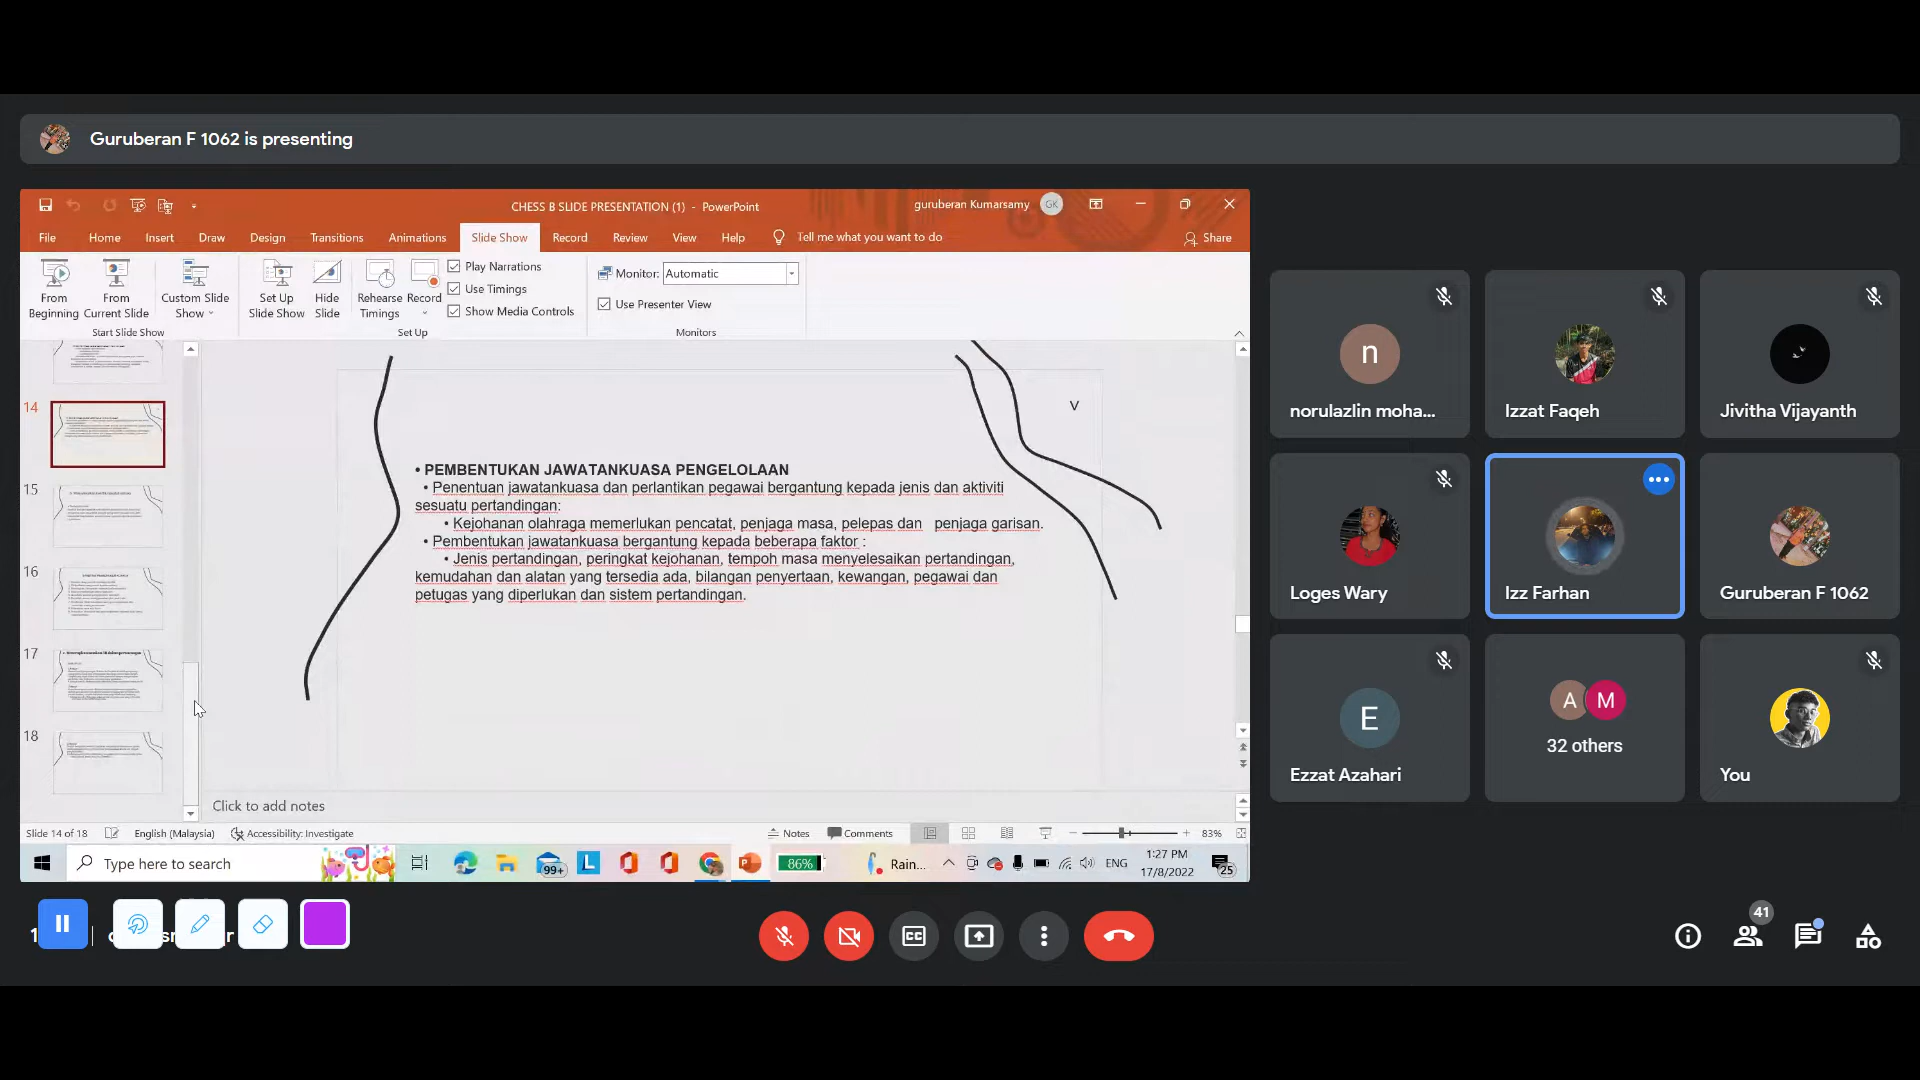 Guruberan F 1062 is presenting
CHESS B SLIDE PRESENTATION (1) - PowerPoint
guruberan Kumarsamy
GK
File Home Insert Draw Design Transitions Animations Slide Show Record Review View Help Tell me what you want to do Share
From Beginning
From Current Slide
Custom Slide Show
Start Slide Show
Set Up Slide Show
Hide Slide
Rehearse Timings
Record
Play Narrations
Use Timings
Show Media Controls
Set Up
Monitor: Automatic
Use Presenter View
Monitors
14
15
16
17
18
V
• PEMBENTUKAN JAWATANKUASA PENGELOLAAN
• Penentuan jawatankuasa dan perlantikan pegawai bergantung kepada jenis dan aktiviti
sesuatu pertandingan:
• Kejohanan olahraga memerlukan pencatat, penjaga masa, pelepas dan penjaga garisan.
• Pembentukan jawatankuasa bergantung kepada beberapa faktor :
• Jenis pertandingan, peringkat kejohanan, tempoh masa menyelesaikan pertandingan,
kemudahan dan alatan yang tersedia ada, bilangan penyertaan, kewangan, pegawai dan
petugas yang diperlukan dan sistem pertandingan.
Click to add notes
Slide 14 of 18 English (Malaysia) Accessibility: Investigate Notes Comments 83%
Type here to search
99+
L
86%
Rain...
ENG
1:27 PM
17/8/2022
25
n
norulazlin moha...
Izzat Faqeh
Jivitha Vijayanth
Loges Wary
Izz Farhan
Guruberan F 1062
E
Ezzat Azahari
A M
32 others
You
CC
41